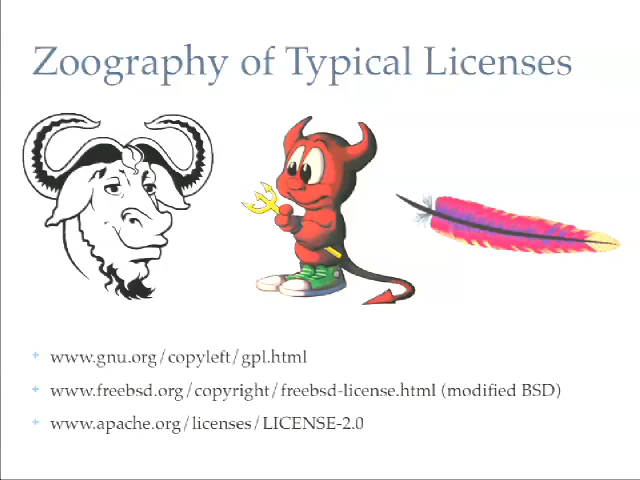 Zoography of Typical Licenses
www.gnu.org/copyleft/gpl.html
www.freebsd.org/copyright/freebsd-license.html (modified BSD)
www.apache.org/licenses/LICENSE-2.0